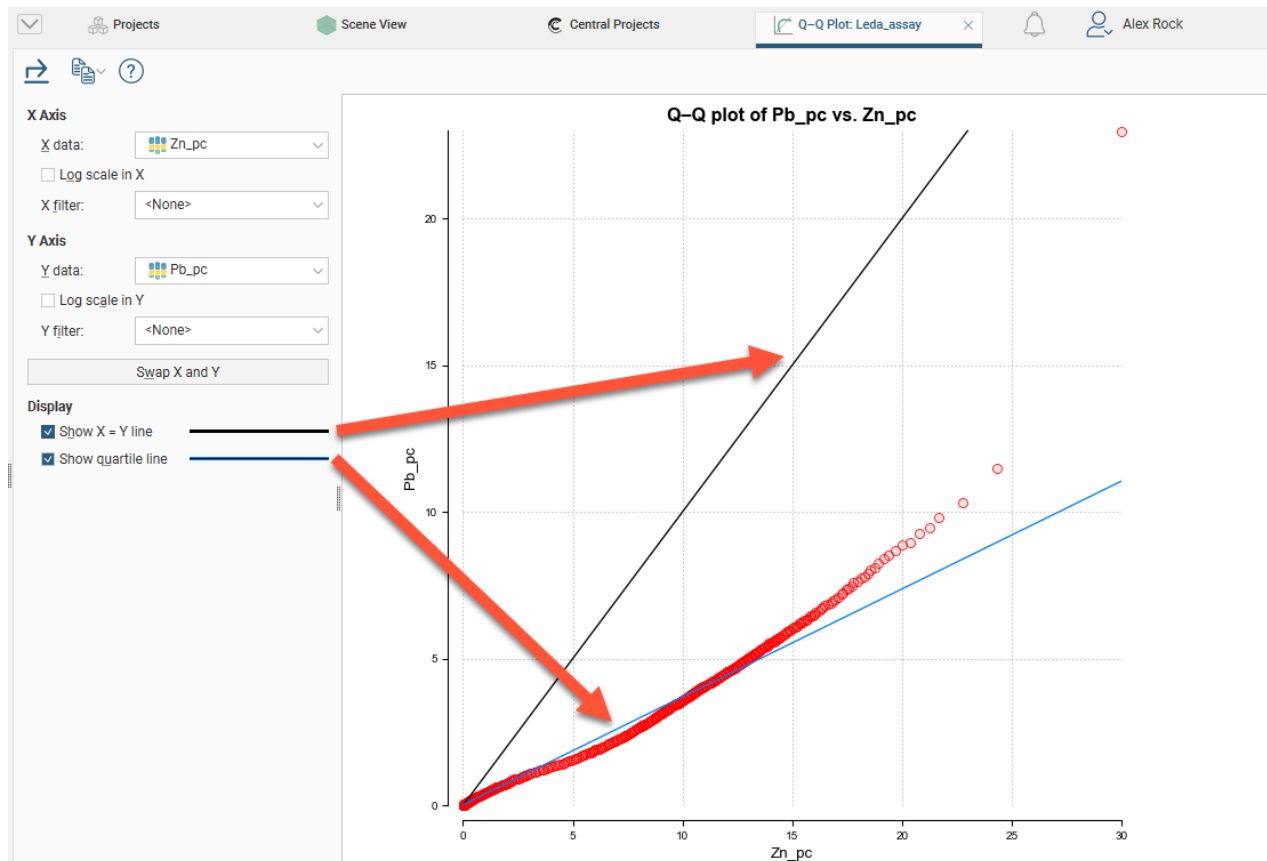 Projects
Scene View
Central Projects
Q–Q Plot: Leda_assay
Alex Rock
X Axis
X data:
Zn_pc
Log scale in X
X filter:
<None>
Y Axis
Y data:
Pb_pc
Log scale in Y
Y filter:
<None>
Swap X and Y
Display
Show X = Y line
Show quartile line
Q–Q plot of Pb_pc vs. Zn_pc
Pb_pc
20
15
10
5
0
0
5
10
15
20
25
30
Zn_pc